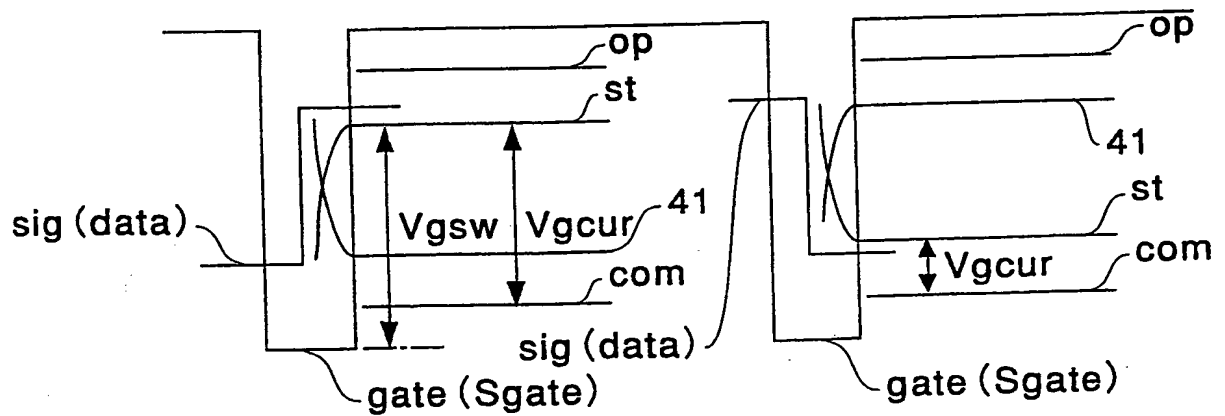 op
op
st
41
sig (data)
Vgsw
Vgcur
41
st
com
Vgcur
com
sig (data)
gate (Sgate)
gate (Sgate)